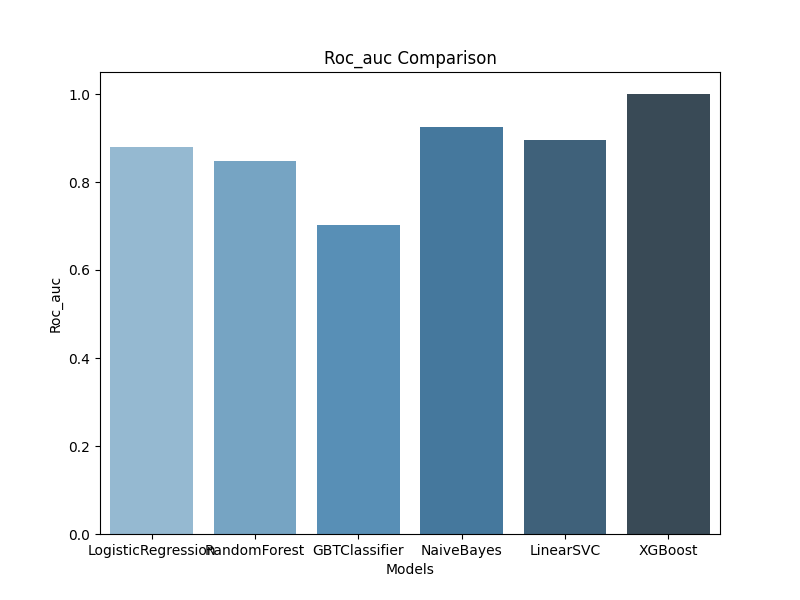 Roc_auc Comparison
1.0
0.8
0.6
0.4
0.2
0.0
Roc_auc
LogisticRegression RandomForest GBTClassifier NaiveBayes LinearSVC XGBoost
Models